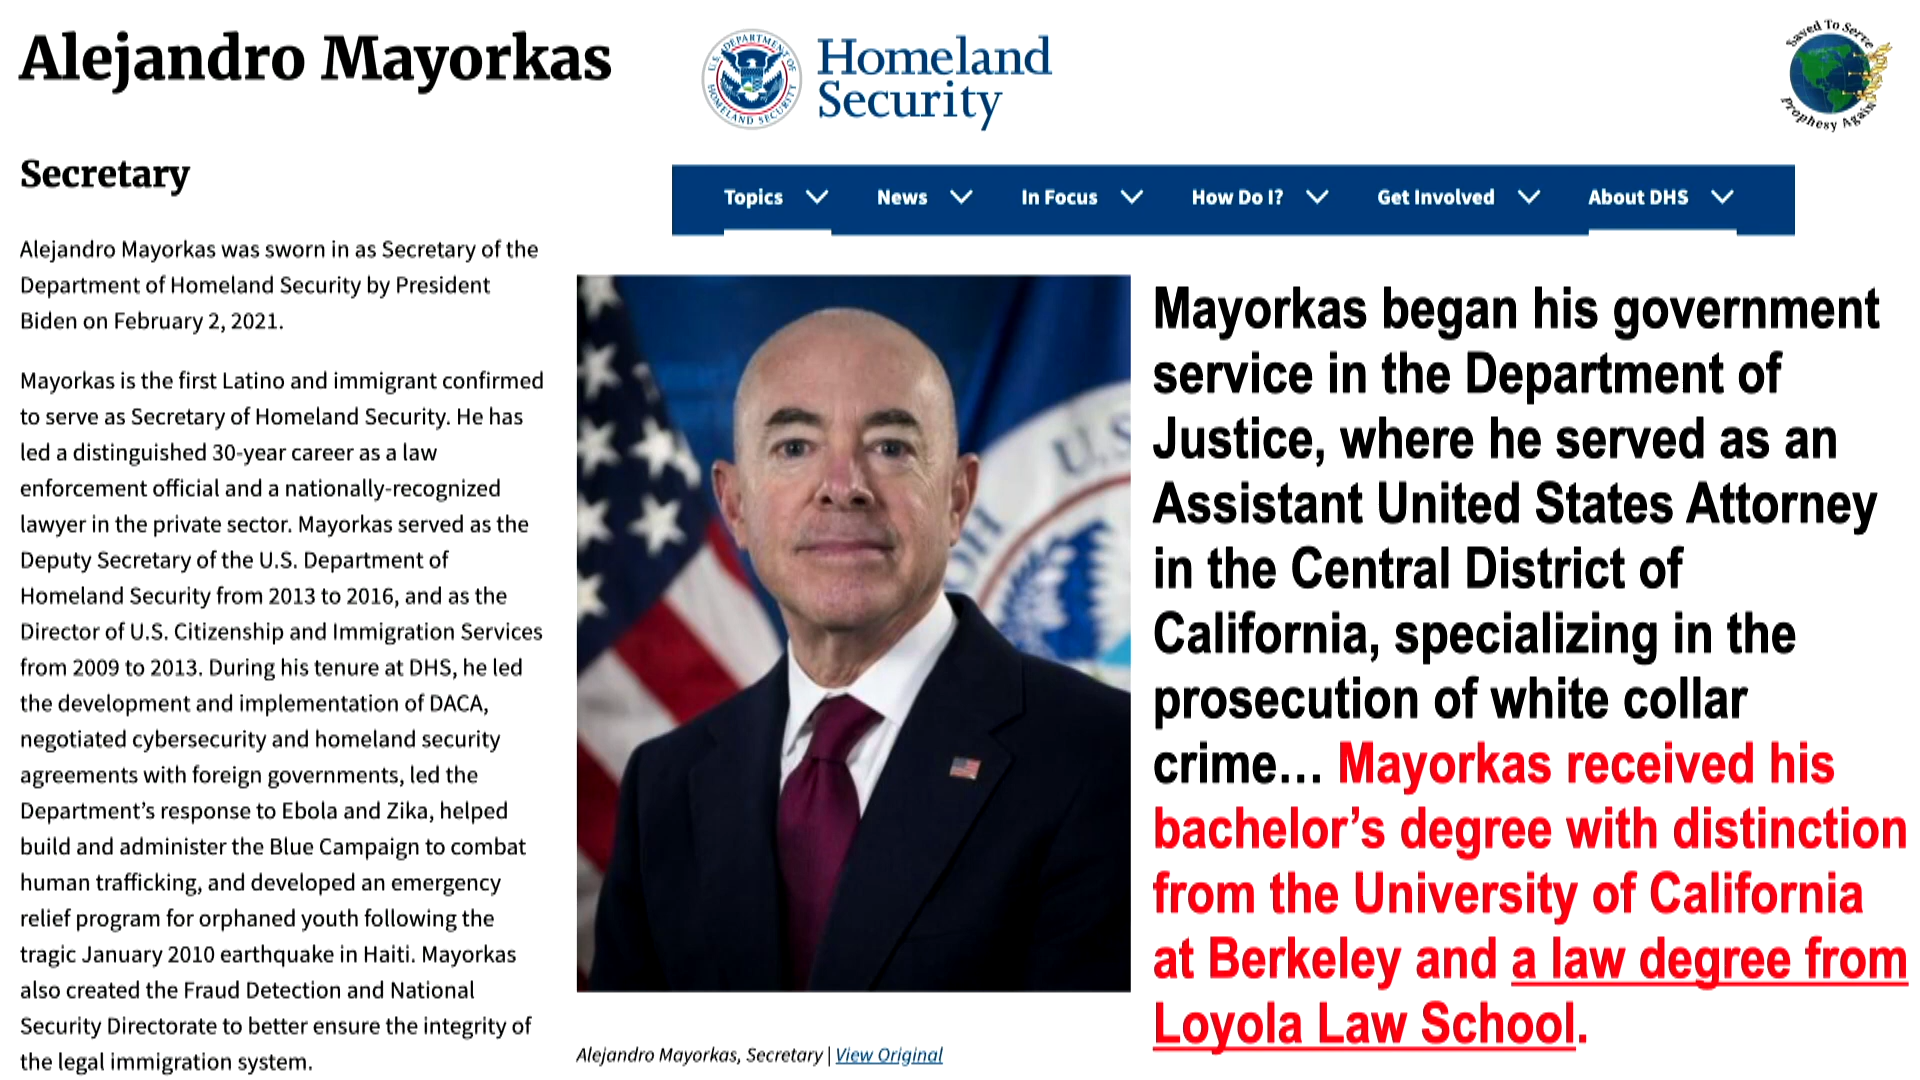 Alejandro Mayorkas
Secretary
Alejandro Mayorkas was sworn in as Secretary of the
Department of Homeland Security by President
Biden on February 2, 2021.
Mayorkas is the first Latino and immigrant confirmed
to serve as Secretary of Homeland Security. He has
led a distinguished 30-year career as a law
enforcement official and a nationally-recognized
lawyer in the private sector. Mayorkas served as the
Deputy Secretary of the U.S. Department of
Homeland Security from 2013 to 2016, and as the
Director of U.S. Citizenship and Immigration Services
from 2009 to 2013. During his tenure at DHS, he led
the development and implementation of DACA,
negotiated cybersecurity and homeland security
agreements with foreign governments, led the
Department’s response to Ebola and Zika, helped
build and administer the Blue Campaign to combat
human trafficking, and developed an emergency
relief program for orphaned youth following the
tragic January 2010 earthquake in Haiti. Mayorkas
also created the Fraud Detection and National
Security Directorate to better ensure the integrity of
the legal immigration system.
U.S. DEPARTMENT OF
HOMELAND SECURITY
Homeland
Security
Saved To Serve
Prophesy Again
Topics News In Focus How Do I? Get Involved About DHS
U.S
HO
Alejandro Mayorkas, Secretary | View Original
Mayorkas began his government
service in the Department of
Justice, where he served as an
Assistant United States Attorney
in the Central District of
California, specializing in the
prosecution of white collar
crime… Mayorkas received his
bachelor’s degree with distinction
from the University of California
at Berkeley and a law degree from
Loyola Law School.